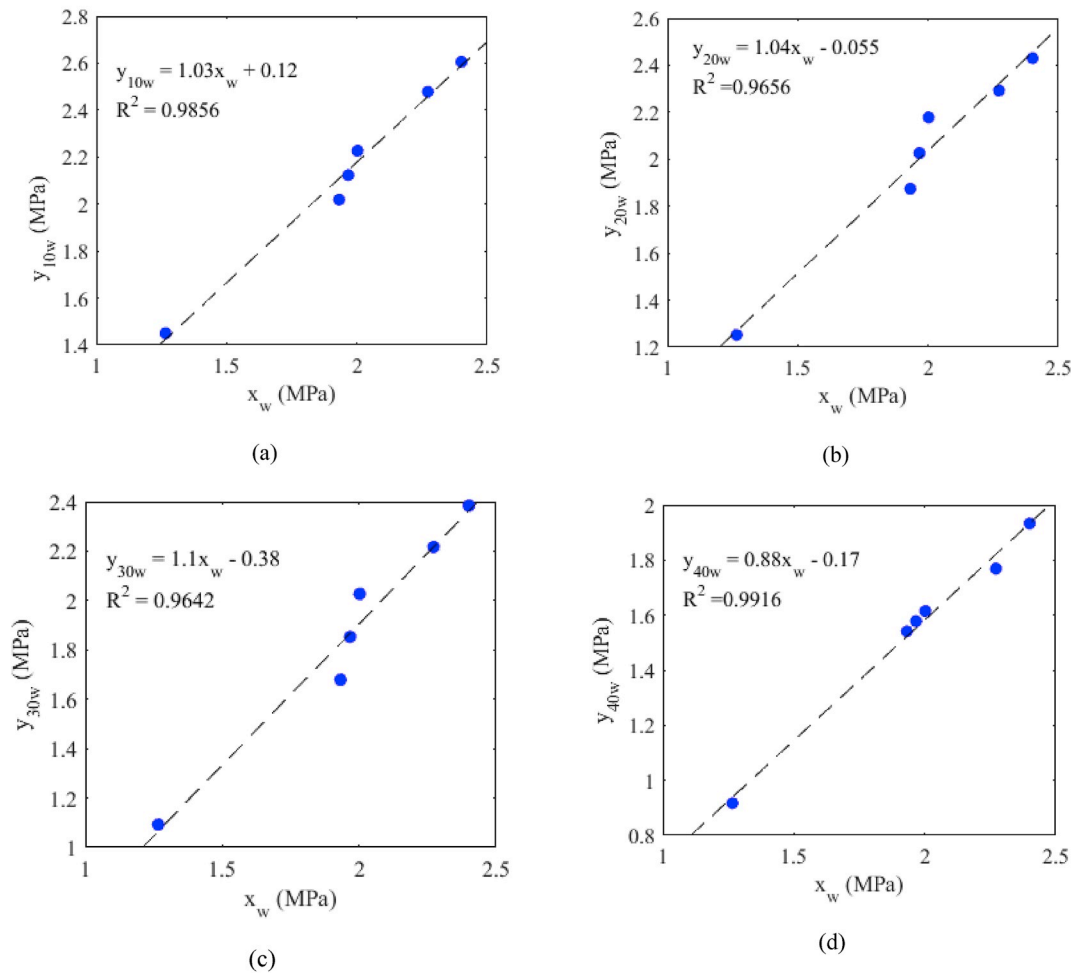 2.8
2.6
2.4
2.2
2
1.8
1.6
1.4
y10w (MPa)
y10w = 1.03xw + 0.12
R2 = 0.9856
1
1.5
2
2.5
xw (MPa)
(a)
2.6
2.4
2.2
2
1.8
1.6
1.4
1.2
y20w (MPa)
y20w = 1.04xw - 0.055
R2 = 0.9656
1
1.5
2
2.5
xw (MPa)
(b)
2.4
2.2
2
1.8
1.6
1.4
1.2
1
y30w (MPa)
y30w = 1.1xw - 0.38
R2 = 0.9642
1
1.5
2
2.5
xw (MPa)
(c)
2
1.8
1.6
1.4
1.2
1
0.8
y40w (MPa)
y40w = 0.88xw - 0.17
R2 =0.9916
1
1.5
2
2.5
xw (MPa)
(d)